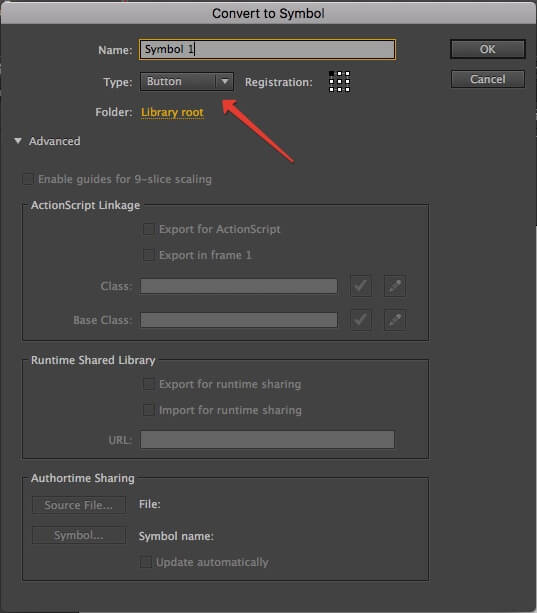 Convert to Symbol
Name: Symbol 1 OK
Type: Button Registration: Cancel
Folder: Library root
Advanced
Enable guides for 9-slice scaling
ActionScript Linkage
Export for ActionScript
Export in frame 1
Class:
Base Class:
Runtime Shared Library
Export for runtime sharing
Import for runtime sharing
URL:
Authortime Sharing
Source File... File:
Symbol... Symbol name:
Update automatically